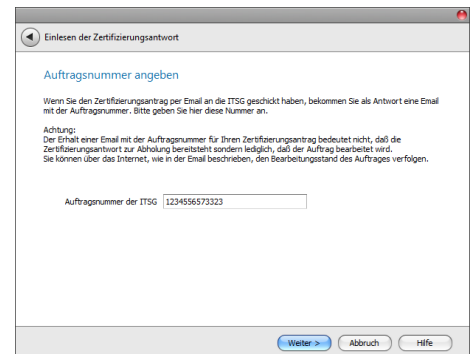 Einlesen der Zertifizierungsantwort
Auftragsnummer angeben
Wenn Sie den Zertifizierungsantrag per Email an die ITSG geschickt haben, bekommen Sie als Antwort eine Email
mit der Auftragsnummer. Bitte geben Sie hier diese Nummer an.
Achtung:
Der Erhalt einer Email mit der Auftragsnummer für Ihren Zertifizierungsantrag bedeutet nicht, daß die
Zertifizierungsantwort zur Abholung bereitsteht sondern lediglich, daß der Auftrag bearbeitet wird.
Sie können über das Internet, wie in der Email beschrieben, den Bearbeitungsstand des Auftrages verfolgen.
Auftragsnummer der ITSG 1234556573323
Weiter > Abbruch Hilfe